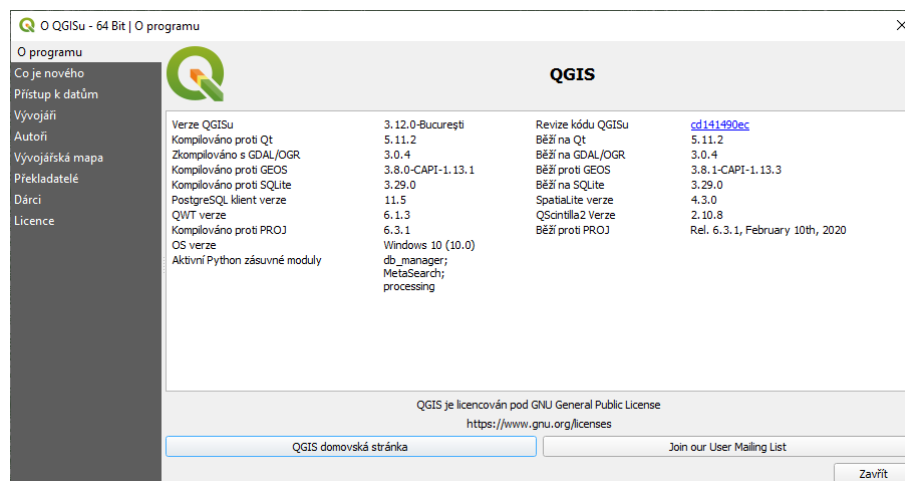 O QGISu - 64 Bit | O programu
O programu
Co je nového
Přístup k datům
Vývojáři
Autoři
Vývojářská mapa
Překladatelé
Dárci
Licence
QGIS
Verze QGISu 3.12.0-București Revize kódu QGISu cd141490ec
Kompilováno proti Qt 5.11.2 Běží na Qt 5.11.2
Zkompilováno s GDAL/OGR 3.0.4 Běží na GDAL/OGR 3.0.4
Kompilováno proti GEOS 3.8.0-CAPI-1.13.1 Běží proti GEOS 3.8.1-CAPI-1.13.3
Kompilováno proti SQLite 3.29.0 Běží na SQLite 3.29.0
PostgreSQL klient verze 11.5 SpatiaLite verze 4.3.0
QWT verze 6.1.3 QScintilla2 Verze 2.10.8
Kompilováno proti PROJ 6.3.1 Běží proti PROJ Rel. 6.3.1, February 10th, 2020
OS verze Windows 10 (10.0)
Aktivní Python zásuvné moduly db_manager;
MetaSearch;
processing
QGIS je licencován pod GNU General Public License
https://www.gnu.org/licenses
QGIS domovská stránka Join our User Mailing List
Zavřít